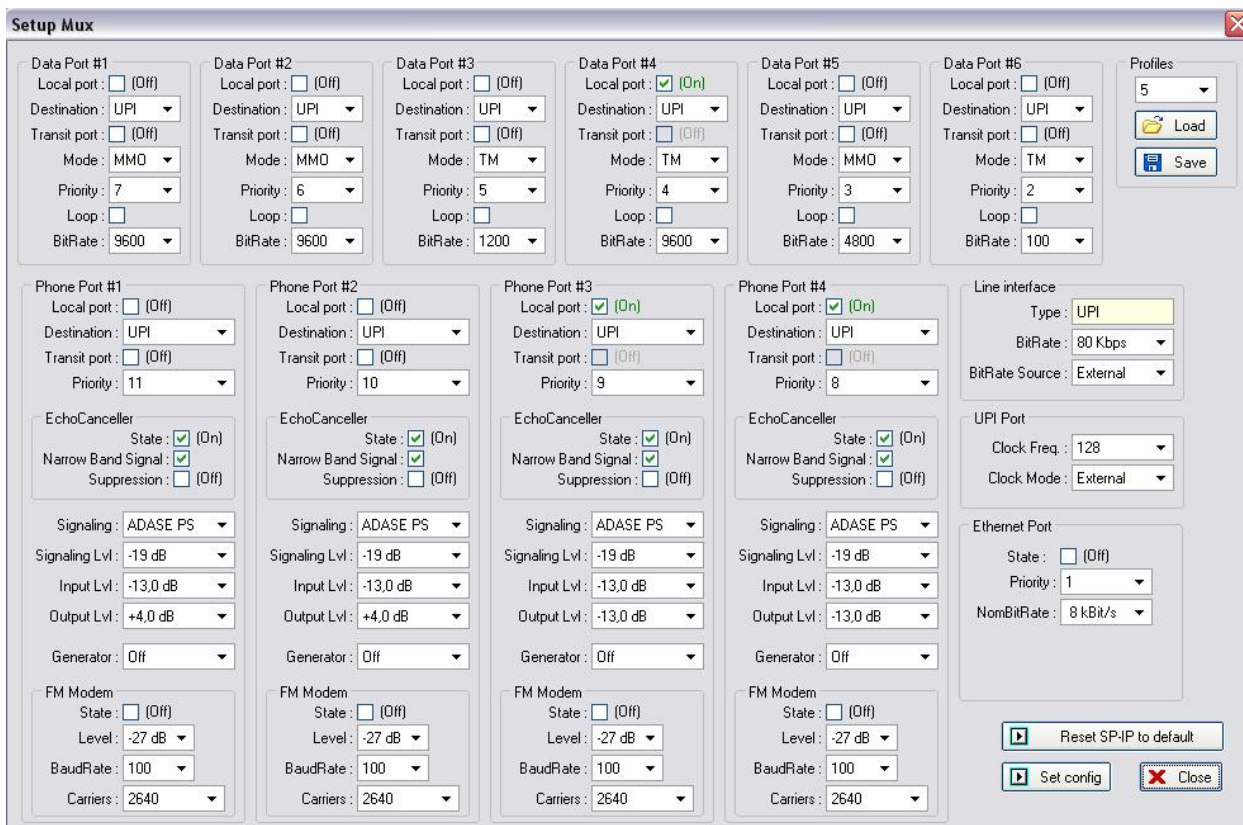 Setup Mux
Data Port #1
Local port : (Off)
Destination : UPI
Transit port : (Off)
Mode : MMO
Priority : 7
Loop :
BitRate : 9600
Data Port #2
Local port : (Off)
Destination : UPI
Transit port : (Off)
Mode : MMO
Priority : 6
Loop :
BitRate : 9600
Data Port #3
Local port : (Off)
Destination : UPI
Transit port : (Off)
Mode : TM
Priority : 5
Loop :
BitRate : 1200
Data Port #4
Local port : (On)
Destination : UPI
Transit port : (Off)
Mode : TM
Priority : 4
Loop :
BitRate : 9600
Data Port #5
Local port : (Off)
Destination : UPI
Transit port : (Off)
Mode : MMO
Priority : 3
Loop :
BitRate : 4800
Data Port #6
Local port : (Off)
Destination : UPI
Transit port : (Off)
Mode : TM
Priority : 2
Loop :
BitRate : 100
Profiles
5
Load
Save
Phone Port #1
Local port : (Off)
Destination : UPI
Transit port : (Off)
Priority : 11
EchoCanceller
State : (On)
Narrow Band Signal :
Suppression : (Off)
Signaling : ADASE PS
Signaling Lvl : -19 dB
Input Lvl : -13,0 dB
Output Lvl : +4,0 dB
Generator : Off
FM Modem
State : (Off)
Level : -27 dB
BaudRate : 100
Carriers : 2640
Phone Port #2
Local port : (Off)
Destination : UPI
Transit port : (Off)
Priority : 10
EchoCanceller
State : (On)
Narrow Band Signal :
Suppression : (Off)
Signaling : ADASE PS
Signaling Lvl : -19 dB
Input Lvl : -13,0 dB
Output Lvl : +4,0 dB
Generator : Off
FM Modem
State : (Off)
Level : -27 dB
BaudRate : 100
Carriers : 2640
Phone Port #3
Local port : (On)
Destination : UPI
Transit port : (Off)
Priority : 9
EchoCanceller
State : (On)
Narrow Band Signal :
Suppression : (Off)
Signaling : ADASE PS
Signaling Lvl : -19 dB
Input Lvl : -13,0 dB
Output Lvl : -13,0 dB
Generator : Off
FM Modem
State : (Off)
Level : -27 dB
BaudRate : 100
Carriers : 2640
Phone Port #4
Local port : (On)
Destination : UPI
Transit port : (Off)
Priority : 8
EchoCanceller
State : (On)
Narrow Band Signal :
Suppression : (Off)
Signaling : ADASE PS
Signaling Lvl : -19 dB
Input Lvl : -13,0 dB
Output Lvl : -13,0 dB
Generator : Off
FM Modem
State : (Off)
Level : -27 dB
BaudRate : 100
Carriers : 2640
Line interface
Type : UPI
BitRate : 80 Kbps
BitRate Source : External
UPI Port
Clock Freq. : 128
Clock Mode : External
Ethernet Port
State : (Off)
Priority : 1
NomBitRate : 8 kBit/s
Reset SP-IP to default
Set config
Close